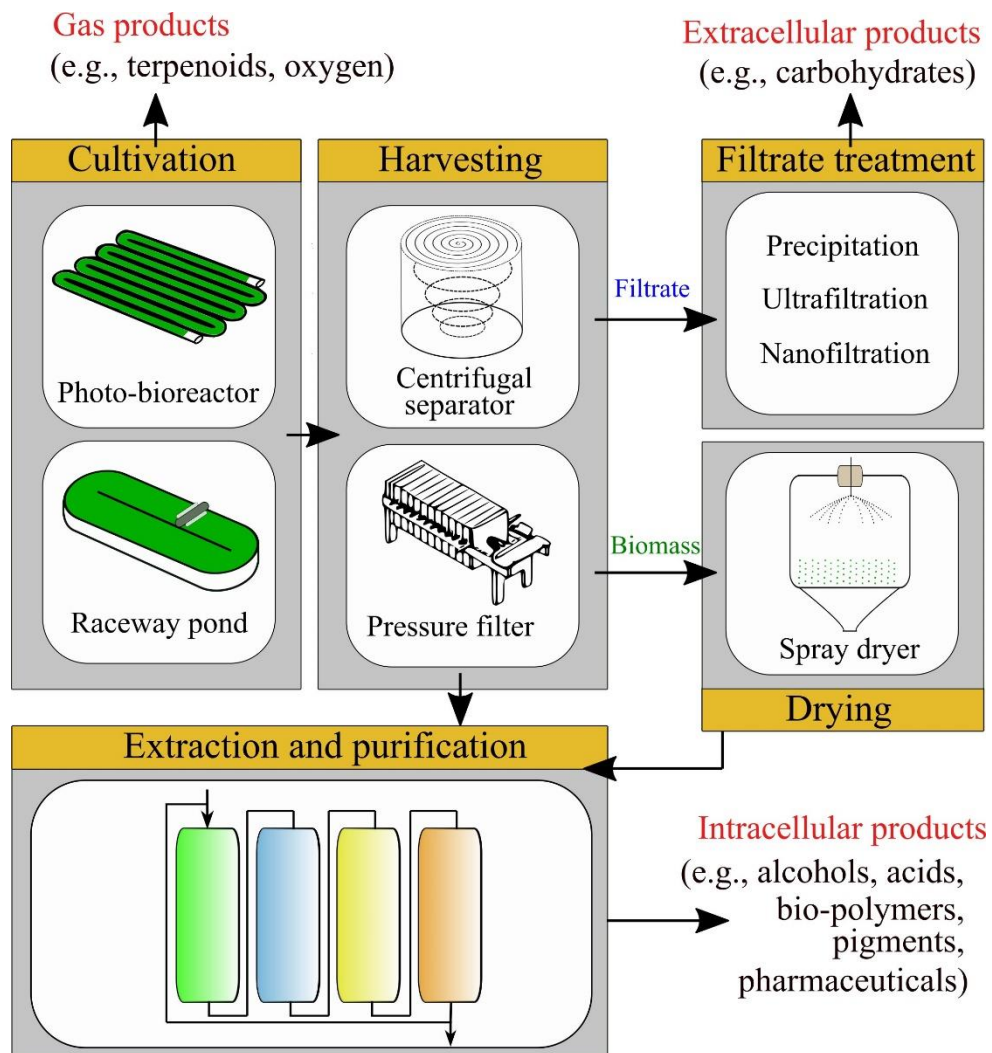 Gas products
(e.g., terpenoids, oxygen)
Extracellular products
(e.g., carbohydrates)
Cultivation
Harvesting
Filtrate treatment
Photo-bioreactor
Raceway pond
Centrifugal
separator
Pressure filter
Filtrate
Biomass
Precipitation
Ultrafiltration
Nanofiltration
Spray dryer
Drying
Extraction and purification
Intracellular products
(e.g., alcohols, acids,
bio-polymers,
pigments,
pharmaceuticals)